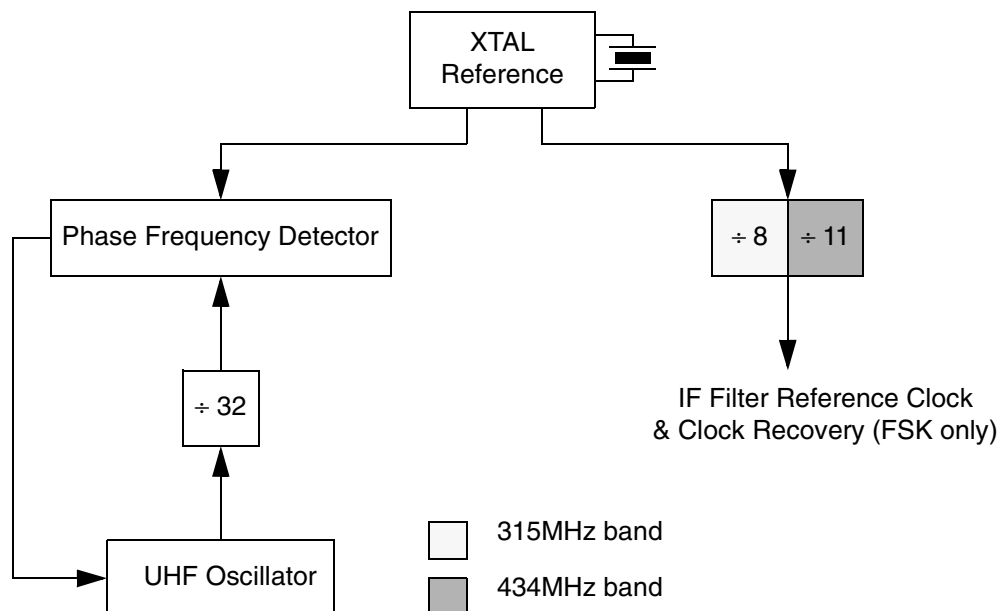 XTAL
Reference
Phase Frequency Detector
÷ 8
÷ 11
÷ 32
IF Filter Reference Clock
& Clock Recovery (FSK only)
315MHz band
UHF Oscillator
434MHz band